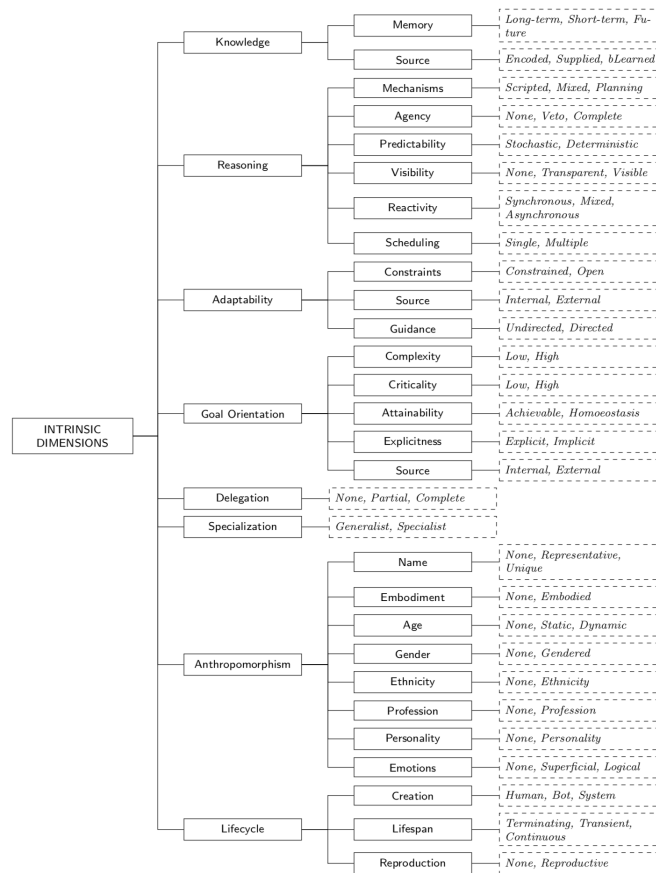 Memory
Long-term, Short-term, Fu-
ture
Knowledge
Source
Encoded, Supplied, bLearned
Mechanisms
Scripted, Mixed, Planning
Agency
None, Veto, Complete
Predictability
Stochastic, Deterministic
Reasoning
Visibility
None, Transparent, Visible
Reactivity
Synchronous, Mixed,
Asynchronous
Scheduling
Single, Multiple
Constraints
Constrained, Open
Adaptability
Source
Internal, External
Guidance
Undirected, Directed
Complexity
Low, High
Criticality
Low, High
Goal Orientation
Attainability
Achievable, Homoeostasis
INTRINSIC
DIMENSIONS
Explicitness
Explicit, Implicit
Source
Internal, External
Delegation
None, Partial, Complete
Specialization
Generalist, Specialist
Name
None, Representative,
Unique
Embodiment
None, Embodied
Age
None, Static, Dynamic
Gender
None, Gendered
Anthropomorphism
Ethnicity
None, Ethnicity
Profession
None, Profession
Personality
None, Personality
Emotions
None, Superficial, Logical
Creation
Human, Bot, System
Lifecycle
Lifespan
Terminating, Transient,
Continuous
Reproduction
None, Reproductive